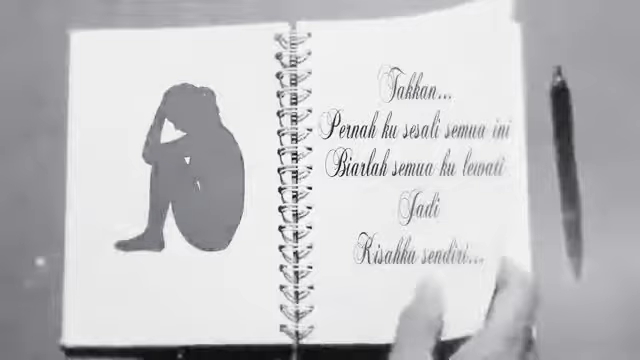 Takkan...
Pernah ku sesali semua ini
Biarlah semua ku lewati
Jadi
Kisahku sendiri...